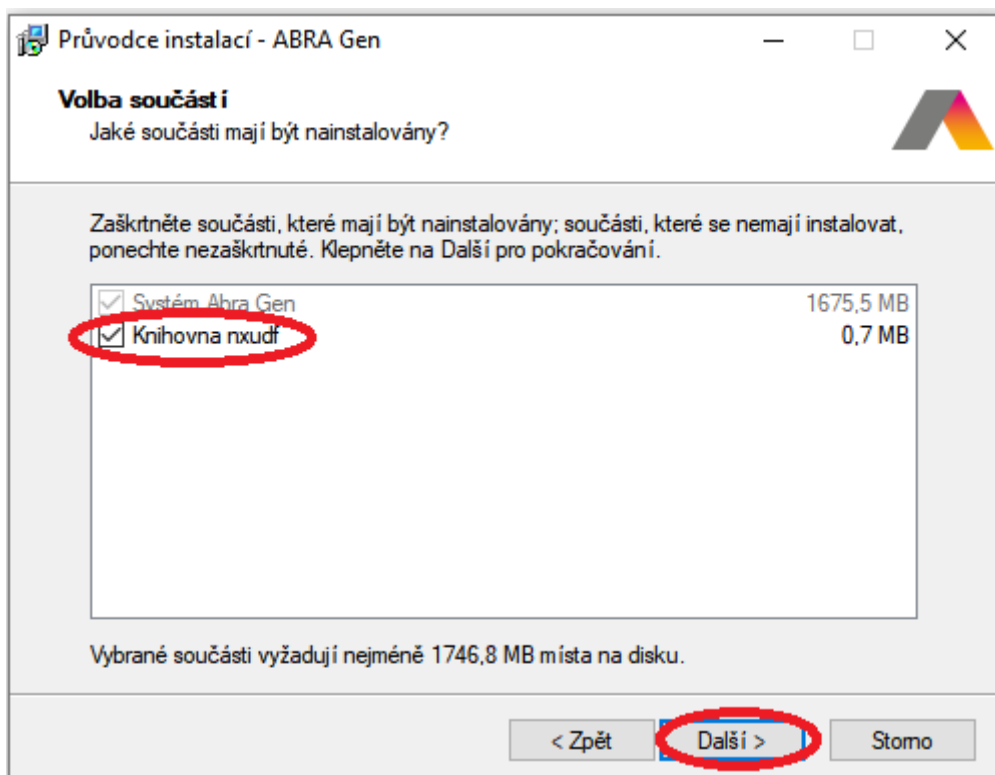 Průvodce instalací - ABRA Gen
Volba součástí
Jaké součásti mají být nainstalovány?
Zaškrtněte součásti, které mají být nainstalovány; součásti, které se nemají instalovat,
ponechte nezaškrtnuté. Klepněte na Další pro pokračování.
Systém Abra Gen 1675,5 MB
Knihovna nxudf 0,7 MB
Vybrané součásti vyžadují nejméně 1746,8 MB místa na disku.
< Zpět Další > Storno